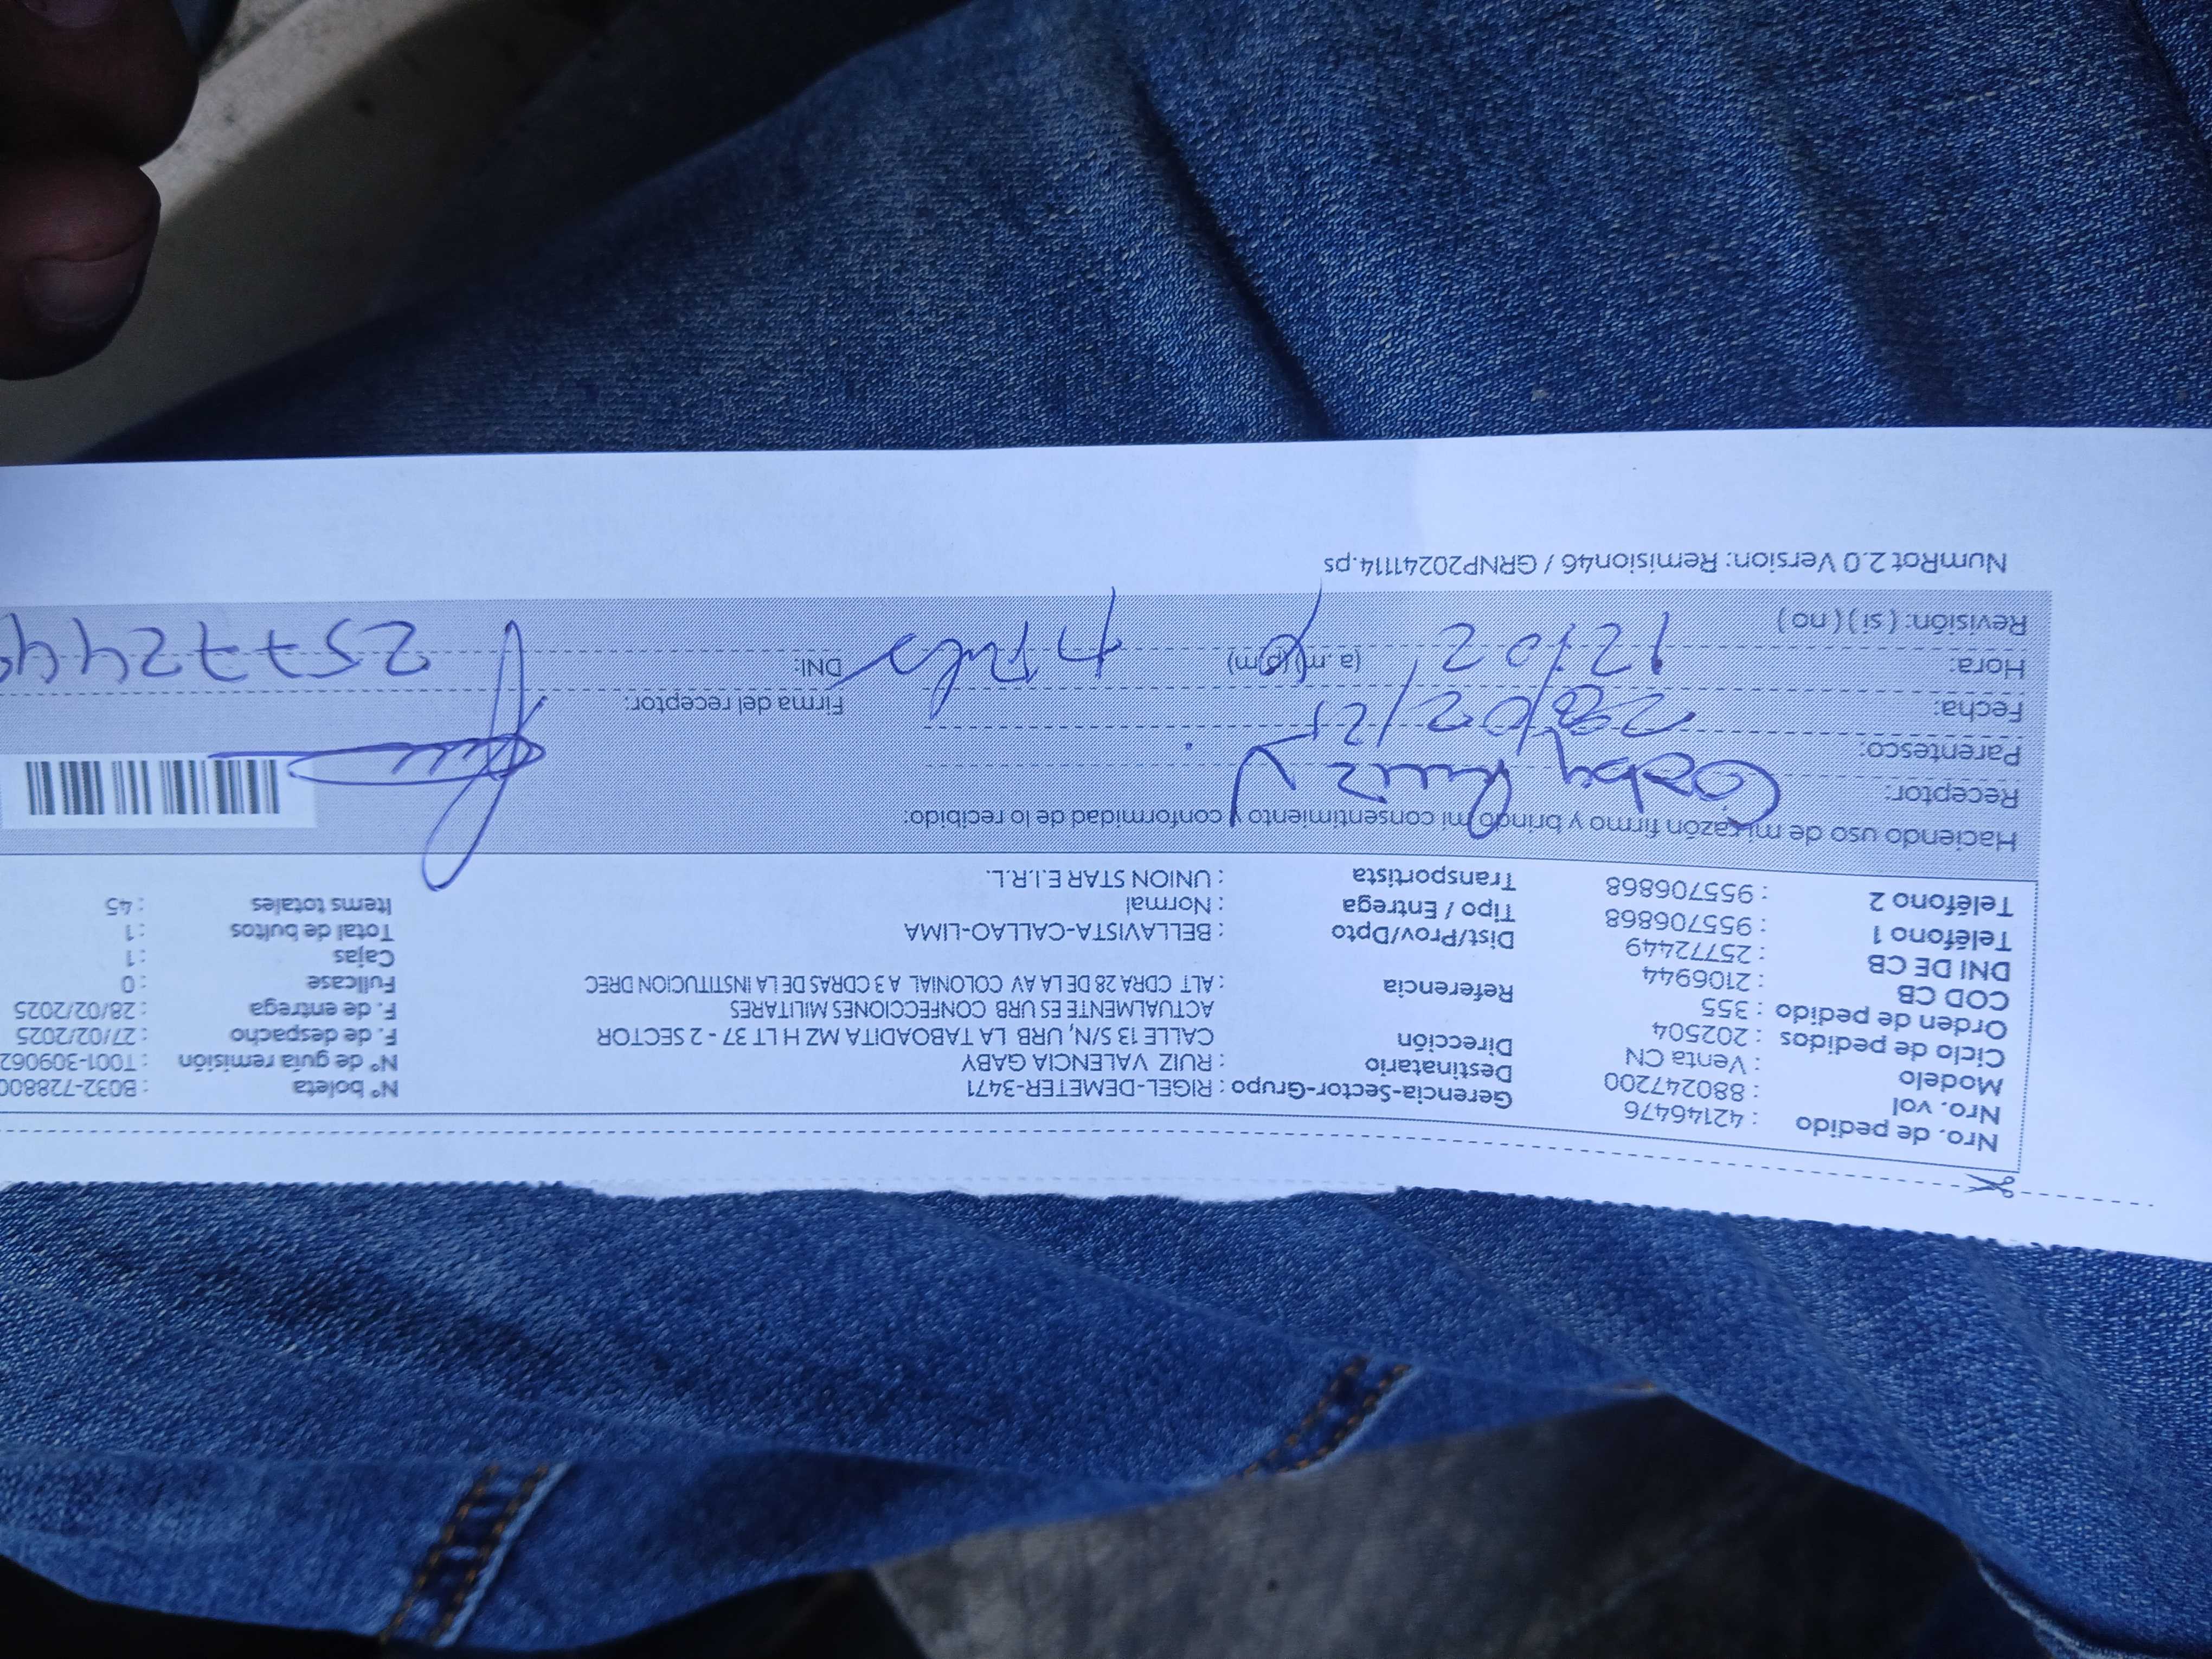 Nro. de pedido : 42146476
Nro. vol : 880247200
Modelo : Venta CN
Ciclo de pedidos : 202504
Orden de pedido : 355
COD CB : 2106944
DNI DE CB : 25772449
Teléfono 1 : 955706868
Teléfono 2 : 955706868
Gerencia-Sector-Grupo : RIGEL-DEMETER-3471
Destinatario : RUIZ VALENCIA GABY
Dirección CALLE 13 S/N, URB LA TABOADITA MZ H LT 37 - 2 SECTOR
ACTUALMENTE ES URB CONFECCIONES MILITARES
Referencia : ALT CDRA 28 DE LA AV COLONIAL A 3 CDRAS DE LA INSTITUCION DREC
Dist/Prov/Dpto : BELLAVISTA-CALLAO-LIMA
Tipo / Entrega : Normal
Transportista : UNION STAR E.I.R.L.
Nº boleta : B032-728800
Nº de guía remisión : T001-309062
F. de despacho : 27/02/2025
F. de entrega : 28/02/2025
Fullcase : 0
Cajas : 1
Total de bultos : 1
Items totales : 45
Haciendo uso de mi razón firmo y brindo mi consentimiento y conformidad de lo recibido:
Receptor: Gaby Ruiz V.
Parentesco:
Fecha: 28/02/25
Hora: 12:02 (a.m) (p.m)
Revisión: ( si ) ( no )
Firma del receptor:
DNI: 2577244
NumRot 2.0 Version: Remision46 / GRNP20241114.ps